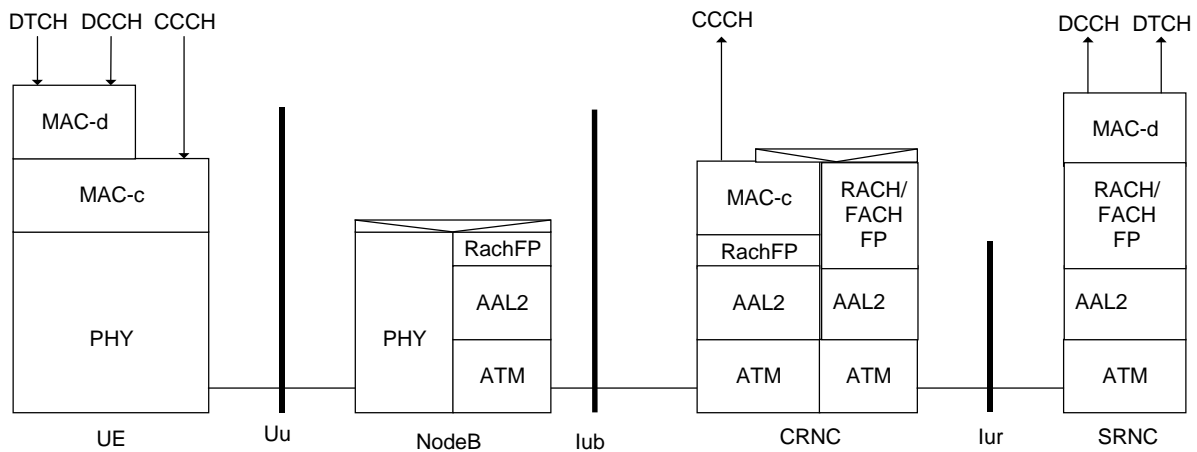 DTCH DCCH CCCH
CCCH
DCCH DTCH
MAC-d
MAC-c
PHY
UE
Uu
PHY
RachFP
AAL2
ATM
NodeB
Iub
MAC-c
RachFP
AAL2
ATM
RACH/
FACH
FP
AAL2
ATM
CRNC
Iur
MAC-d
RACH/
FACH
FP
AAL2
ATM
SRNC